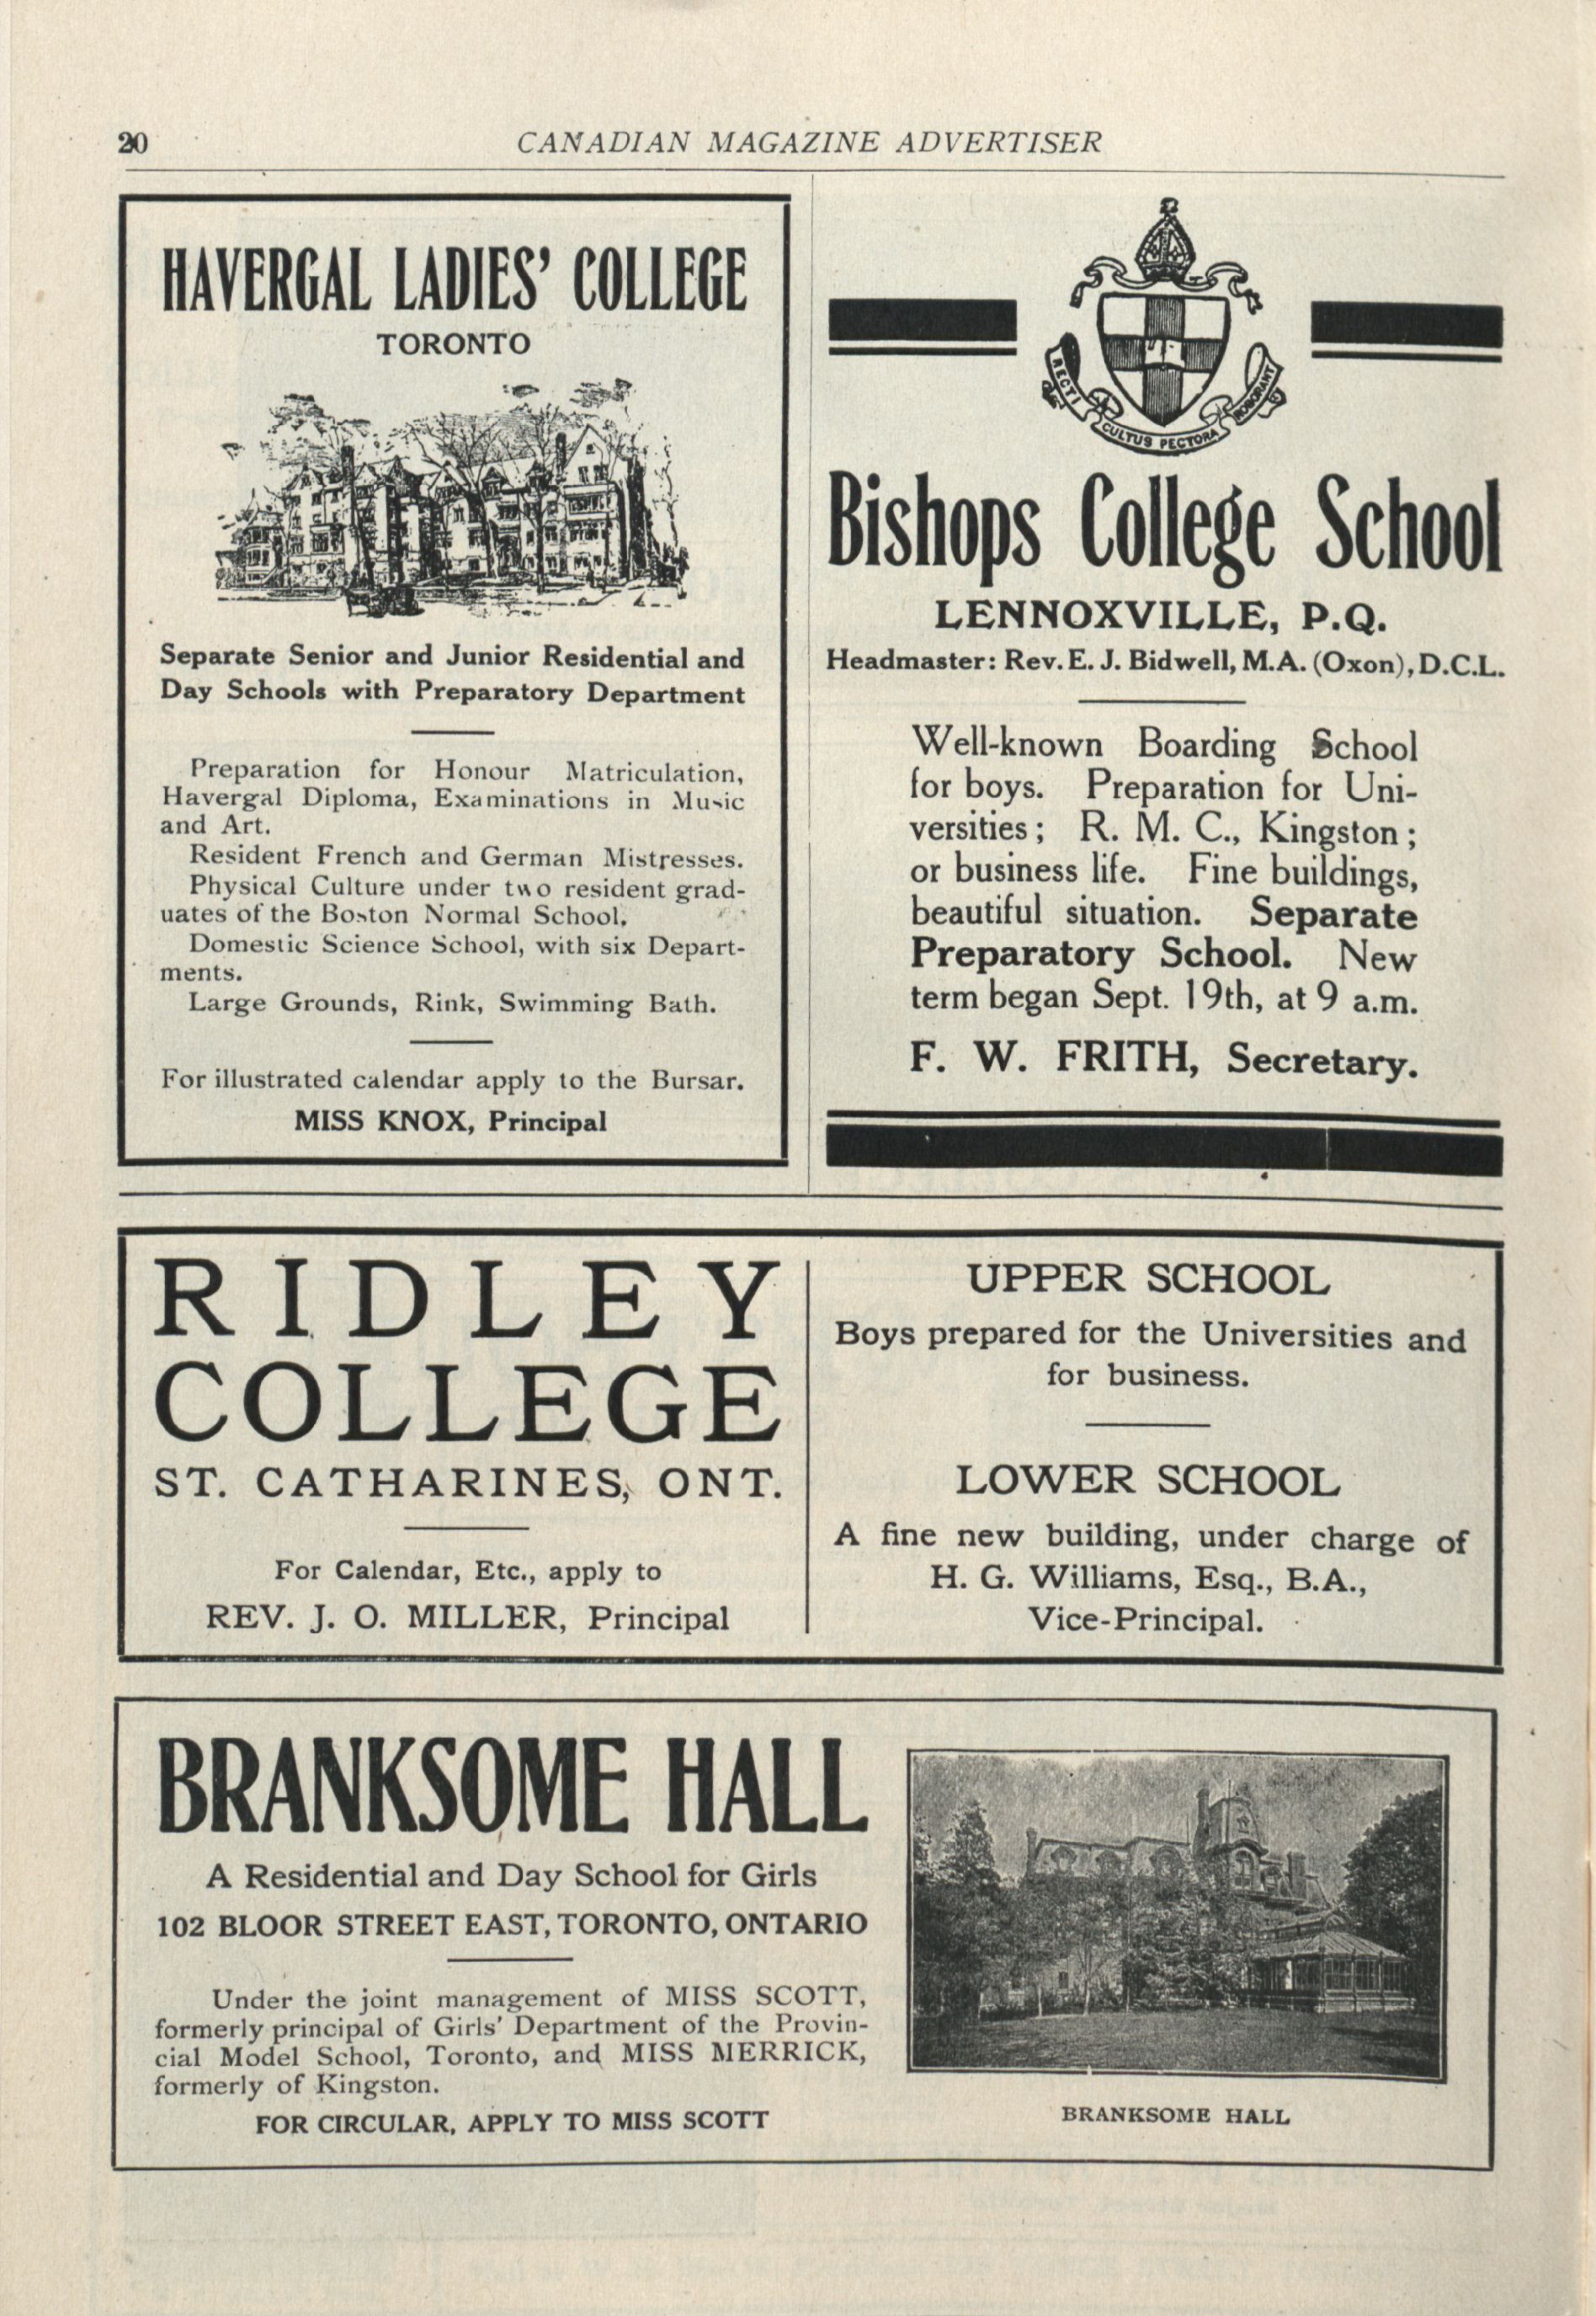 20
CANADIAN MAGAZINE ADVERTISER
HAVERGAL LADIES' COLLEGE
TORONTO
Separate Senior and Junior Residential and
Day Schools with Preparatory Department
Preparation for Honour Matriculation,
Havergal Diploma, Examinations in Music
and Art.
Resident French and German Mistresses.
Physical Culture under two resident grad-
uates of the Boston Normal School.
Domestic Science School, with six Depart-
ments.
Large Grounds, Rink, Swimming Bath.
For illustrated calendar apply to the Bursar.
MISS KNOX, Principal
RECTI CULTUS PECTORA ROBORANT
Bishops College School
LENNOXVILLE, P.Q.
Headmaster: Rev. E. J. Bidwell, M.A. (Oxon), D.C.L.
Well-known Boarding School
for boys. Preparation for Uni-
versities; R. M. C., Kingston;
or business life. Fine buildings,
beautiful situation. Separate
Preparatory School. New
term began Sept. 19th, at 9 a.m.
F. W. FRITH, Secretary.
RIDLEY
COLLEGE
ST. CATHARINES, ONT.
For Calendar, Etc., apply to
REV. J. O. MILLER, Principal
UPPER SCHOOL
Boys prepared for the Universities and
for business.
LOWER SCHOOL
A fine new building, under charge of
H. G. Williams, Esq., B.A.,
Vice-Principal.
BRANKSOME HALL
A Residential and Day School for Girls
102 BLOOR STREET EAST, TORONTO, ONTARIO
Under the joint management of MISS SCOTT,
formerly principal of Girls' Department of the Provin-
cial Model School, Toronto, and MISS MERRICK,
formerly of Kingston.
FOR CIRCULAR, APPLY TO MISS SCOTT
BRANKSOME HALL